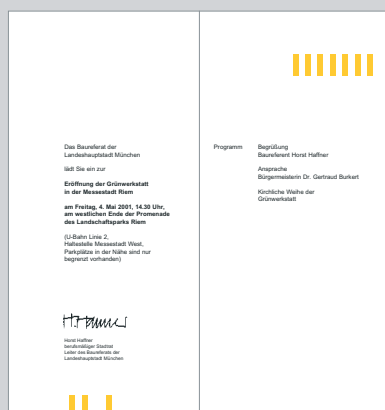 Das Baureferat der
Landeshauptstadt München
lädt Sie ein zur
Eröffnung der Grünwerkstatt
in der Messestadt Riem
am Freitag, 4. Mai 2001, 14.30 Uhr,
am westlichen Ende der Promenade
des Landschaftsparks Riem
(U-Bahn Linie 2,
Haltestelle Messestadt West,
Parkplätze in der Nähe sind nur
begrenzt vorhanden)
H. Haffner
Horst Haffner
berufsmäßiger Stadtrat
Leiter des Baureferats der
Landeshauptstadt München
Programm
Begrüßung
Baureferent Horst Haffner
Ansprache
Bürgermeisterin Dr. Gertraud Burkert
Kirchliche Weihe der
Grünwerkstatt